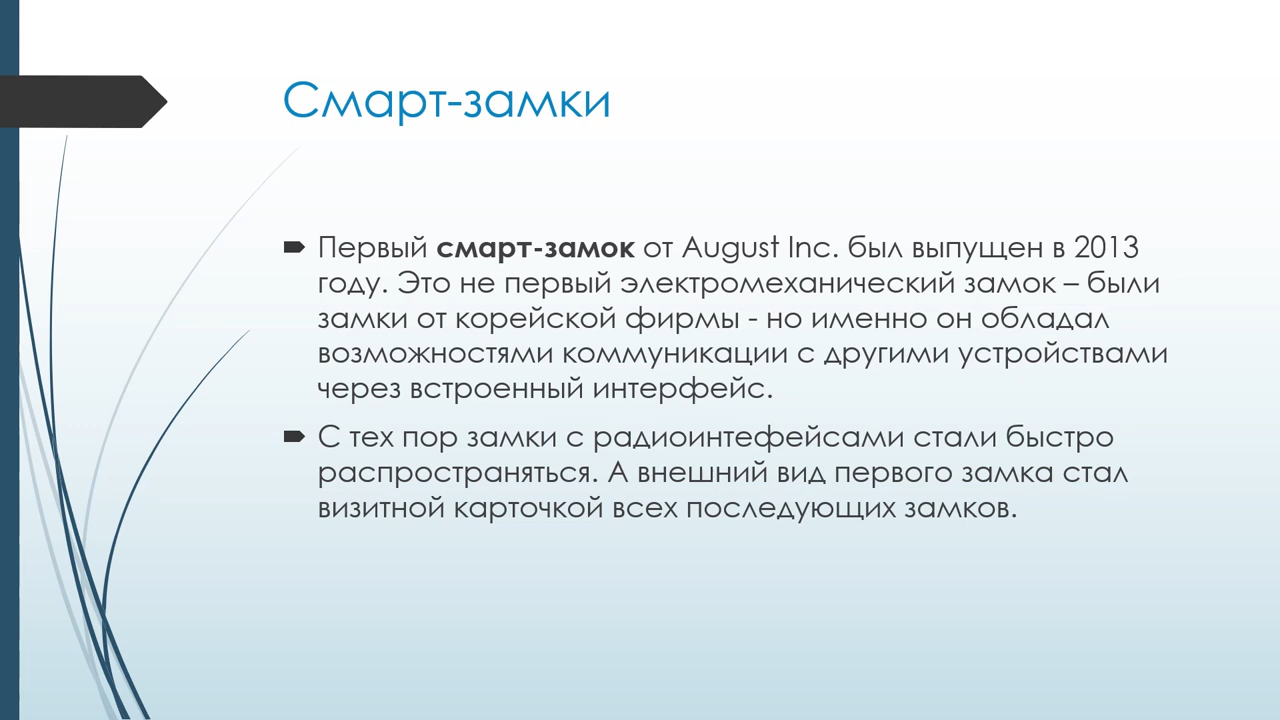 Смарт-замки
Первый смарт-замок от August Inc. был выпущен в 2013
году. Это не первый электромеханический замок – были
замки от корейской фирмы - но именно он обладал
возможностями коммуникации с другими устройствами
через встроенный интерфейс.
С тех пор замки с радиоинтефейсами стали быстро
распространяться. А внешний вид первого замка стал
визитной карточкой всех последующих замков.